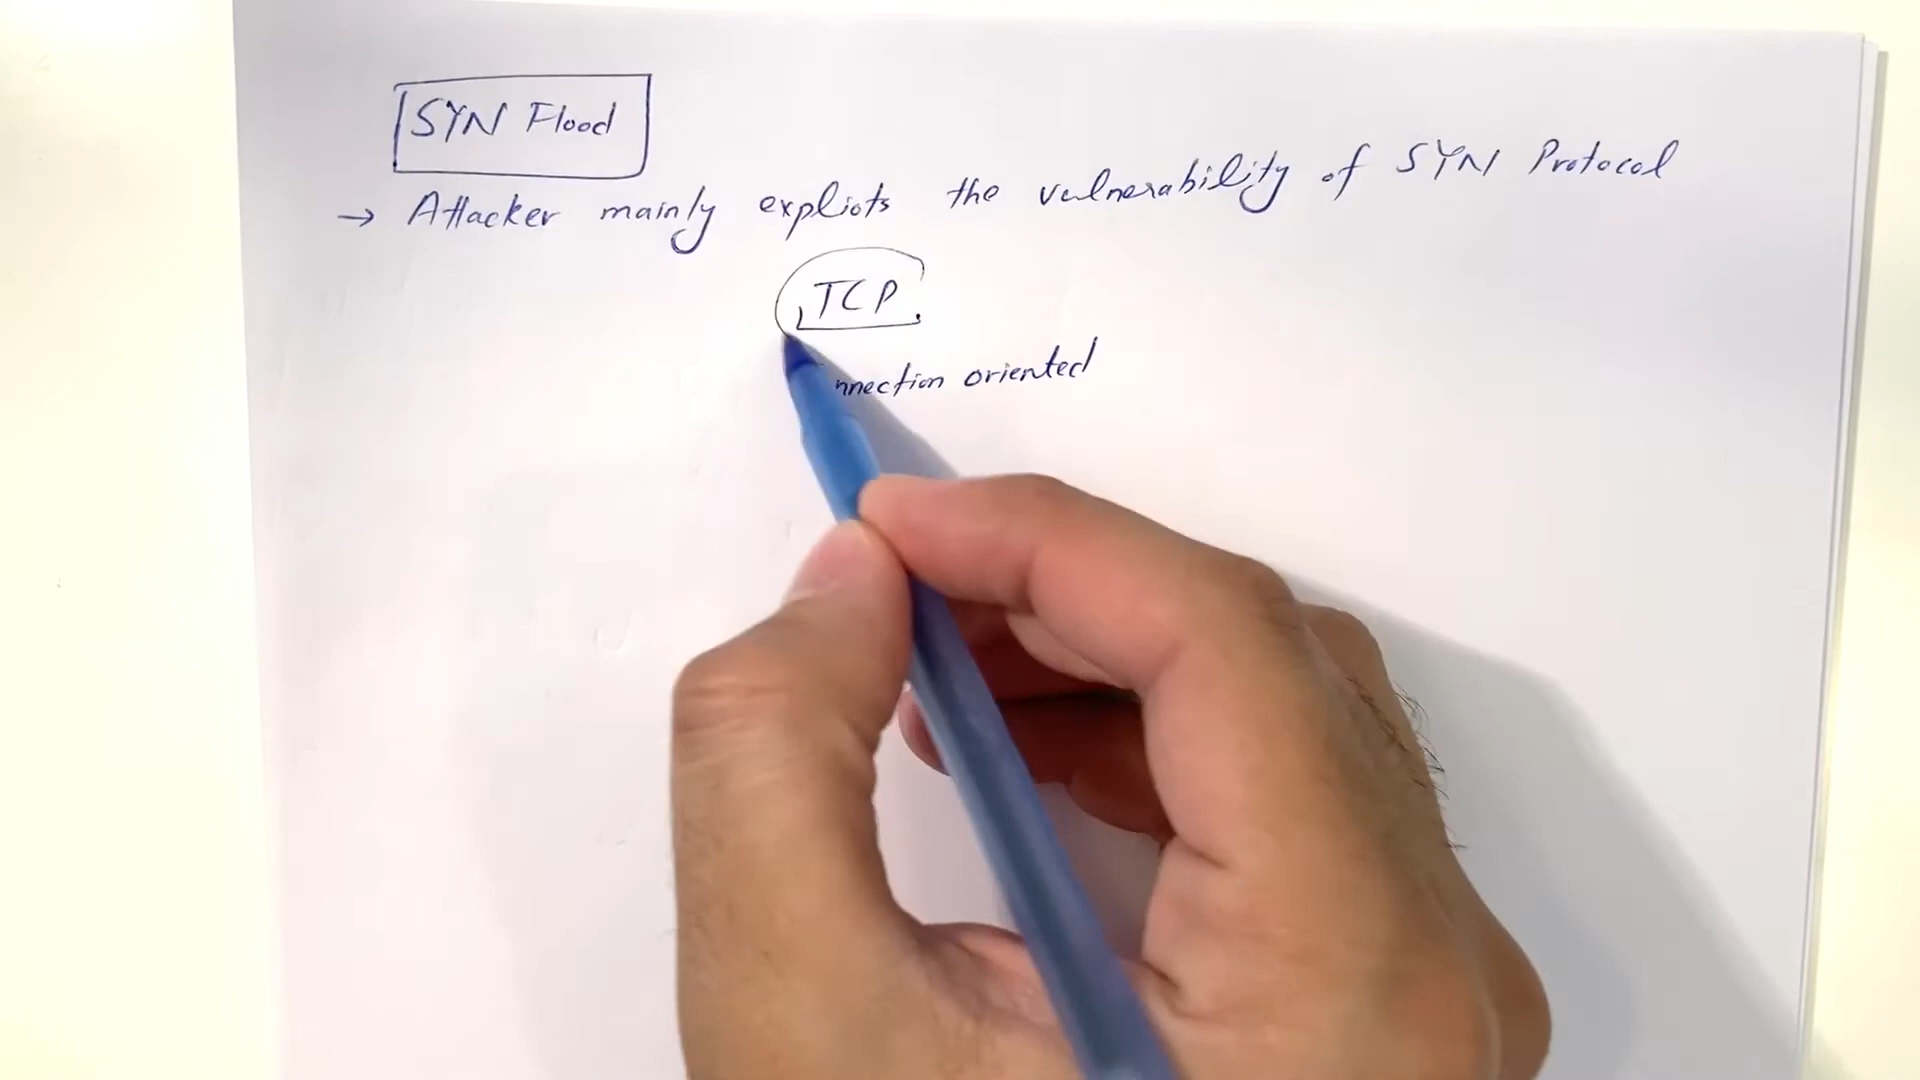 SYN Flood
→ Attacker mainly expliots the vulnerability of SYN Protocol
TCP
nnection oriented